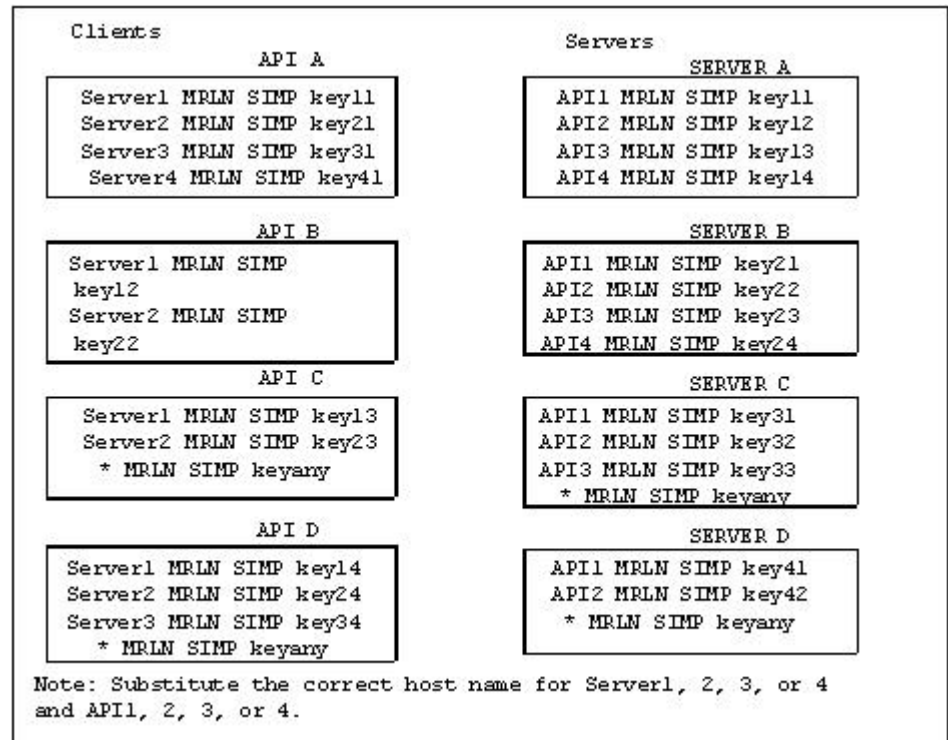 Clients
API A
Server1 MRLN SIMP key11
Server2 MRLN SIMP key21
Server3 MRLN SIMP key31
Server4 MRLN SIMP key41
API B
Server1 MRLN SIMP
key12
Server2 MRLN SIMP
key22
API C
Server1 MRLN SIMP key13
Server2 MRLN SIMP key23
* MRLN SIMP keyany
API D
Server1 MRLN SIMP key14
Server2 MRLN SIMP key24
Server3 MRLN SIMP key34
* MRLN SIMP keyany
Servers
SERVER A
API1 MRLN SIMP key11
API2 MRLN SIMP key12
API3 MRLN SIMP key13
API4 MRLN SIMP key14
SERVER B
API1 MRLN SIMP key21
API2 MRLN SIMP key22
API3 MRLN SIMP key23
API4 MRLN SIMP key24
SERVER C
API1 MRLN SIMP key31
API2 MRLN SIMP key32
API3 MRLN SIMP key33
* MRLN SIMP keyany
SERVER D
API1 MRLN SIMP key41
API2 MRLN SIMP key42
* MRLN SIMP keyany
Note: Substitute the correct host name for Server1, 2, 3, or 4
and API1, 2, 3, or 4.